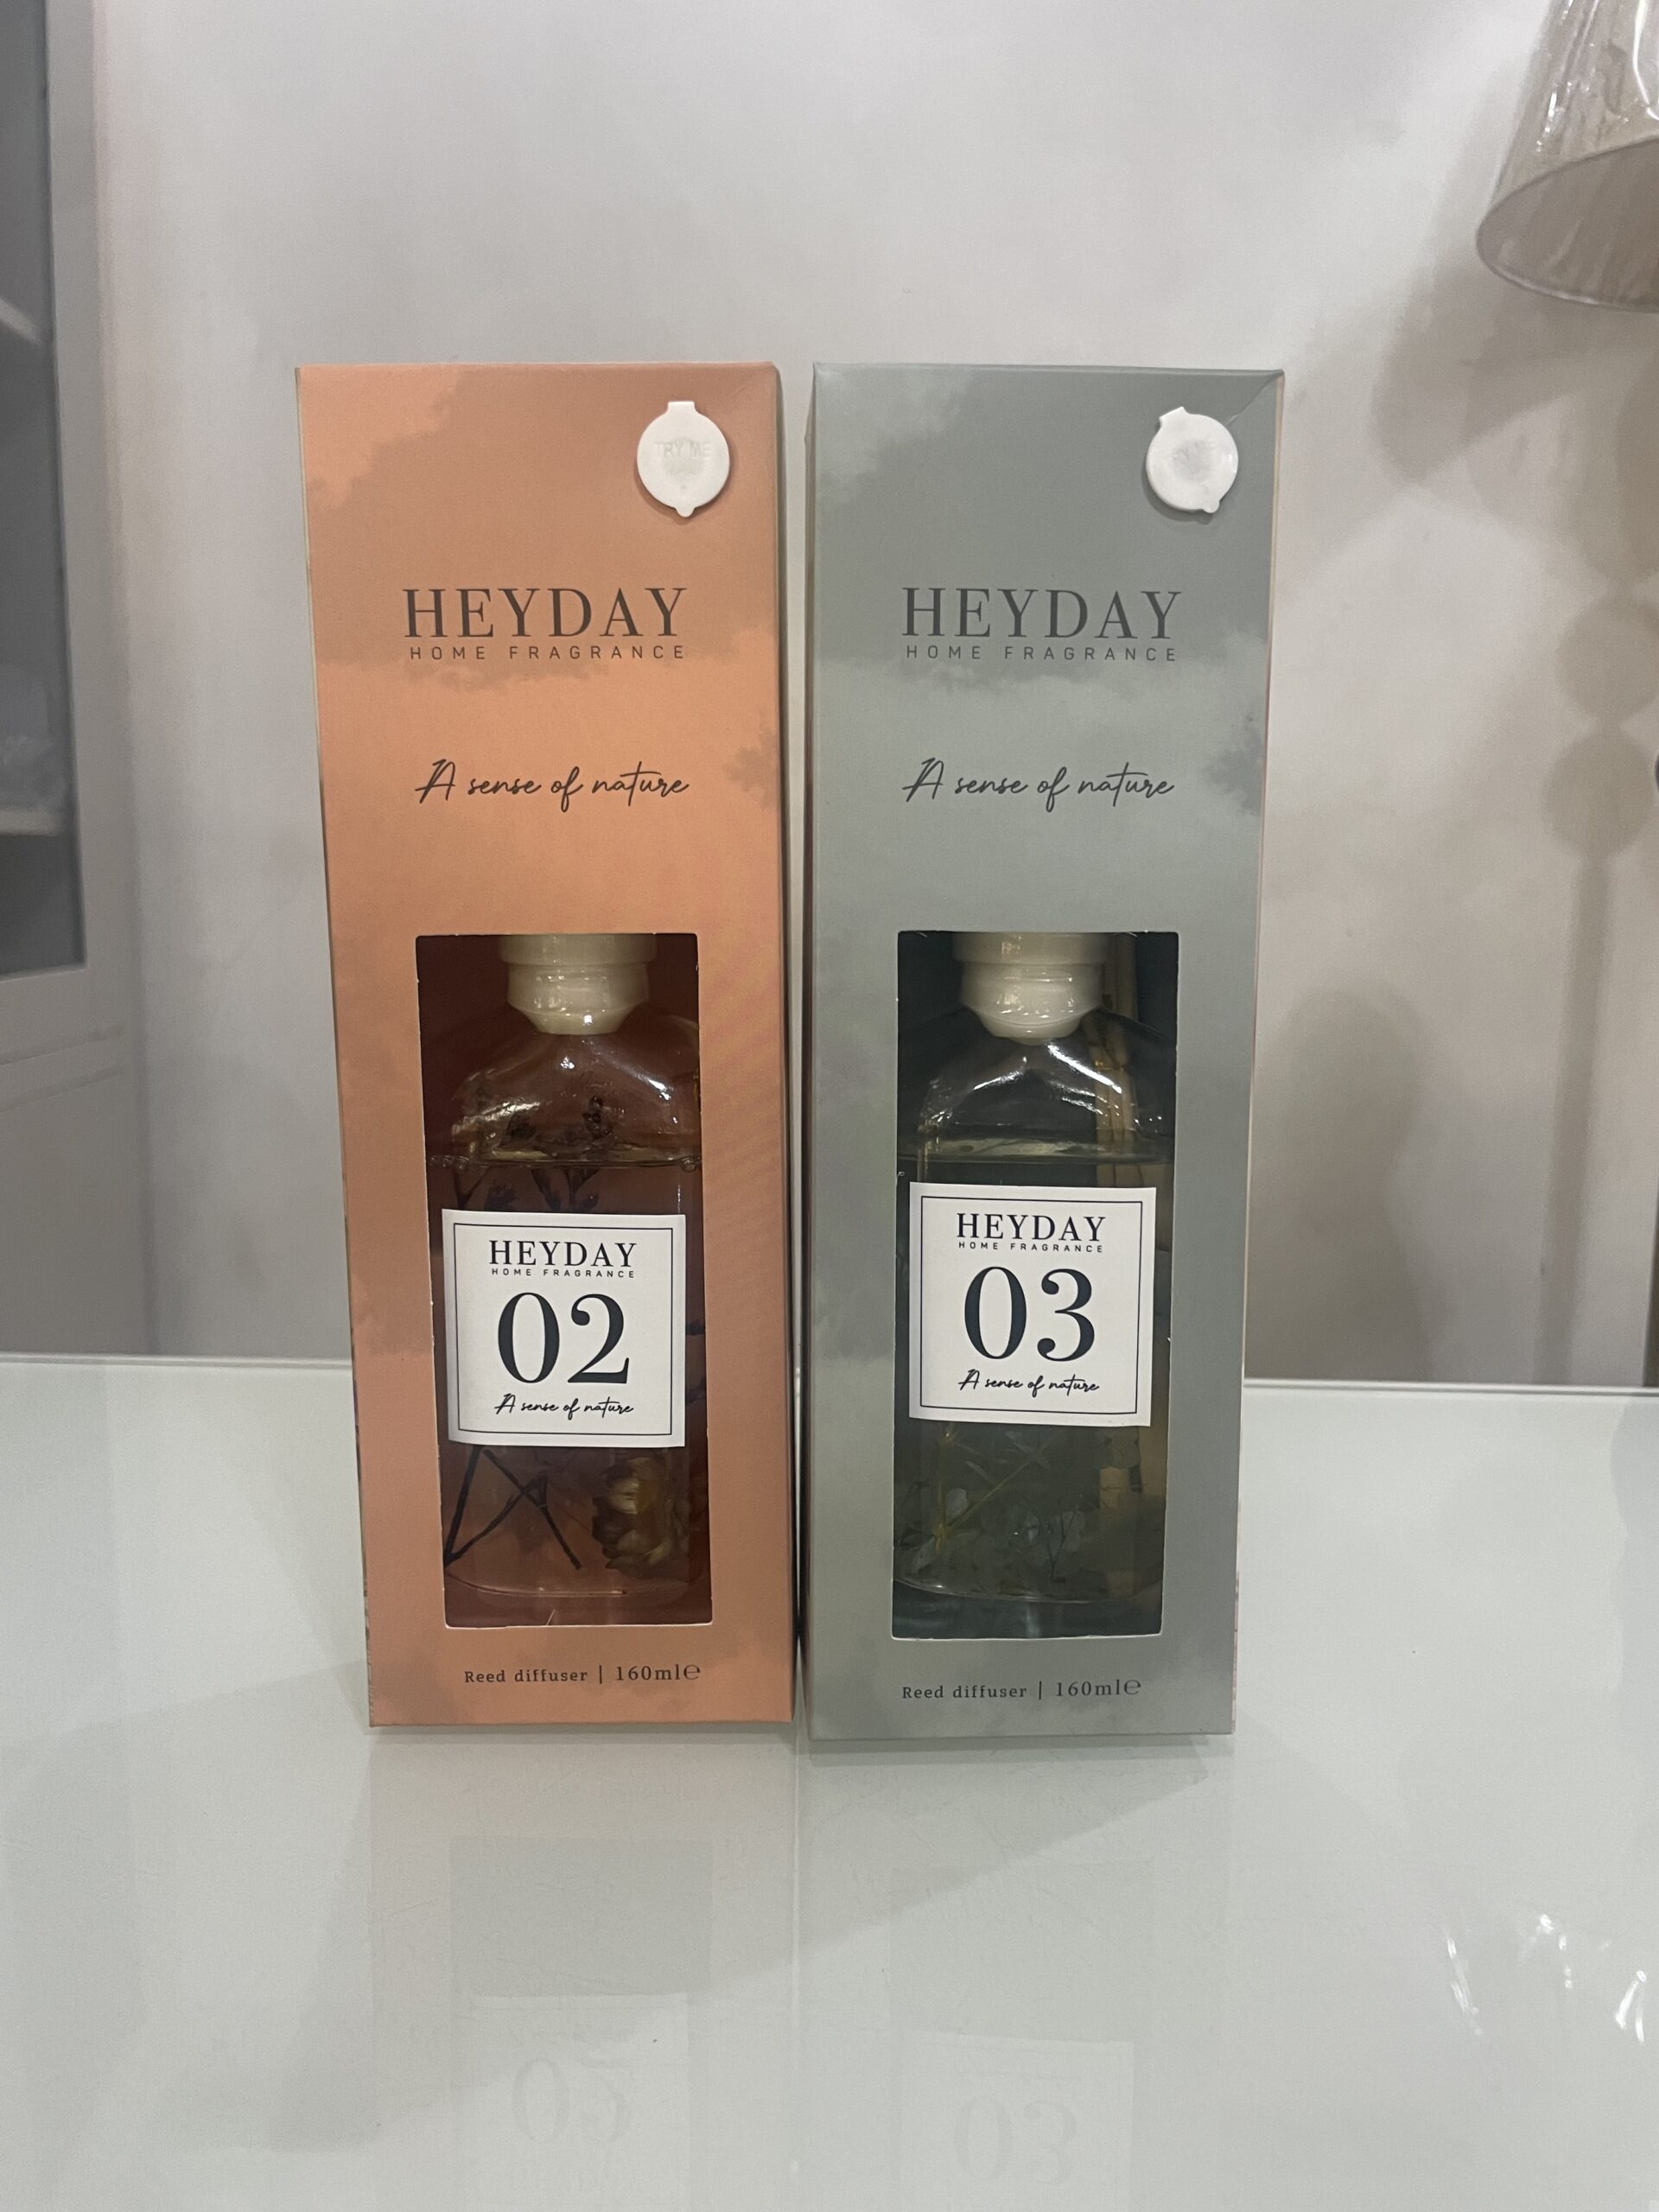 TRY ME
HEYDAY
HOME FRAGRANCE
A sense of nature
HEYDAY
HOME FRAGRANCE
02
A sense of nature
Reed diffuser | 160ml℮
HEYDAY
HOME FRAGRANCE
A sense of nature
HEYDAY
HOME FRAGRANCE
03
A sense of nature
Reed diffuser | 160ml℮